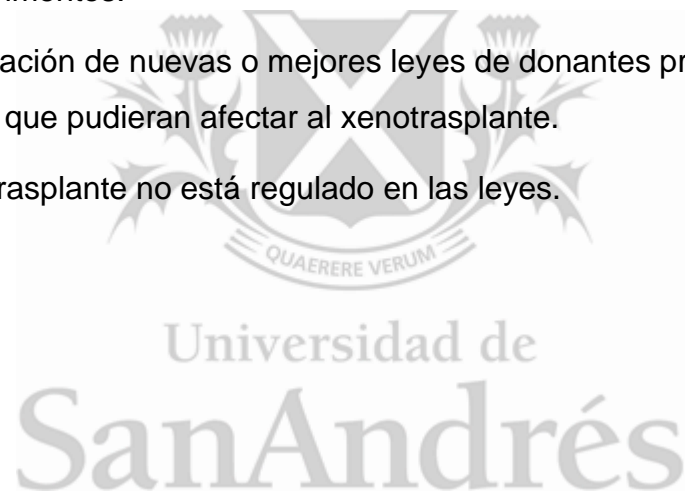 ación de nuevas o mejores leyes de donantes pr
que pudieran afectar al xenotrasplante.
rasplante no está regulado en las leyes.
QUAERERE VERUM
Universidad de
SanAndrés